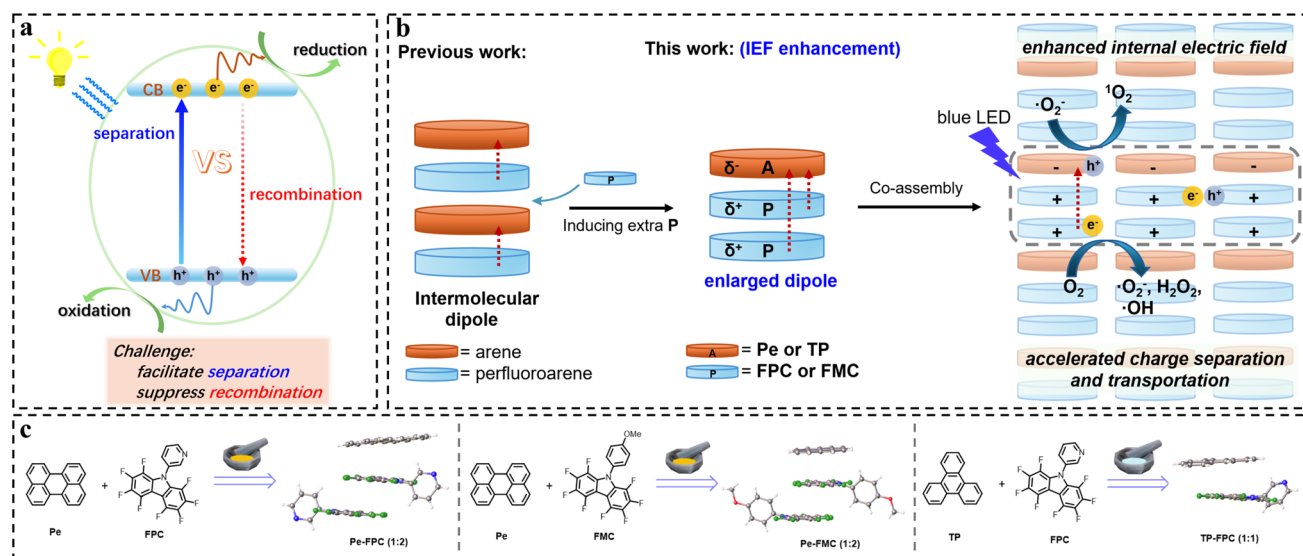 a
reduction
CB
e- e- e-
separation
VS
recombination
VB
h+ h+ h+
oxidation
Challenge:
facilitate separation
suppress recombination
b
Previous work:
Intermolecular
dipole
= arene
= perfluoroarene
P
Inducing extra P
This work: (IEF enhancement)
δ- A
δ+ P
δ+ P
enlarged dipole
A = Pe or TP
P = FPC or FMC
Co-assembly
blue LED
enhanced internal electric field
·O2- 1O2
- h+ - -
+ + e- h+ +
+ e- + +
O2 ·O2-, H2O2,
·OH
accelerated charge separation
and transportation
c
Pe
+
F F F F F F F F N N
FPC
Pe-FPC (1:2)
Pe
+
OMe
F F F F F F F F N
FMC
Pe-FMC (1:2)
TP
+
F F F F F F F F N N
FPC
TP-FPC (1:1)